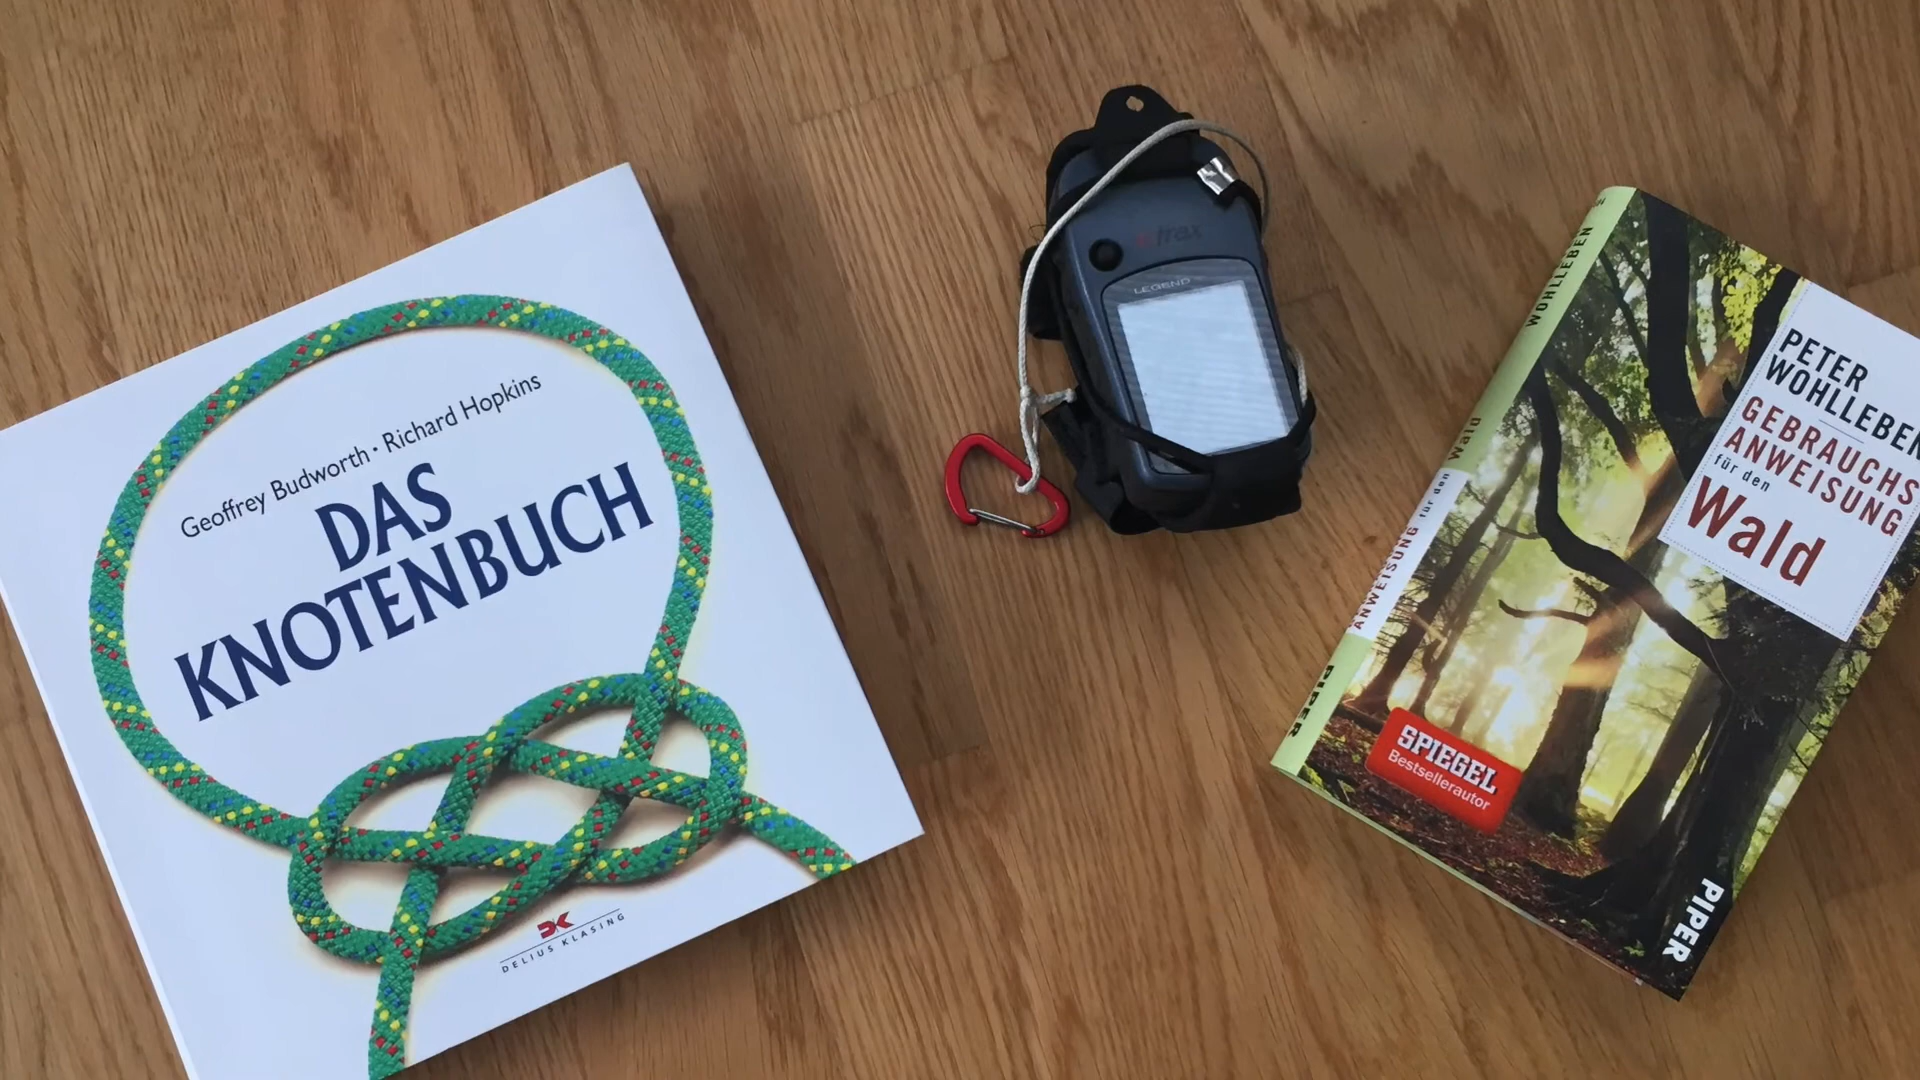 Geoffrey Budworth · Richard Hopkins
DAS
KNOTENBUCH
DELIUS KLASING
etrex
LEGEND
WOHLLEBEN
ANWEISUNG für den Wald
PIPER
PETER
WOHLLEBEN
GEBRAUCHS
ANWEISUNG
für den
Wald
SPIEGEL
Bestsellerautor
PIPER